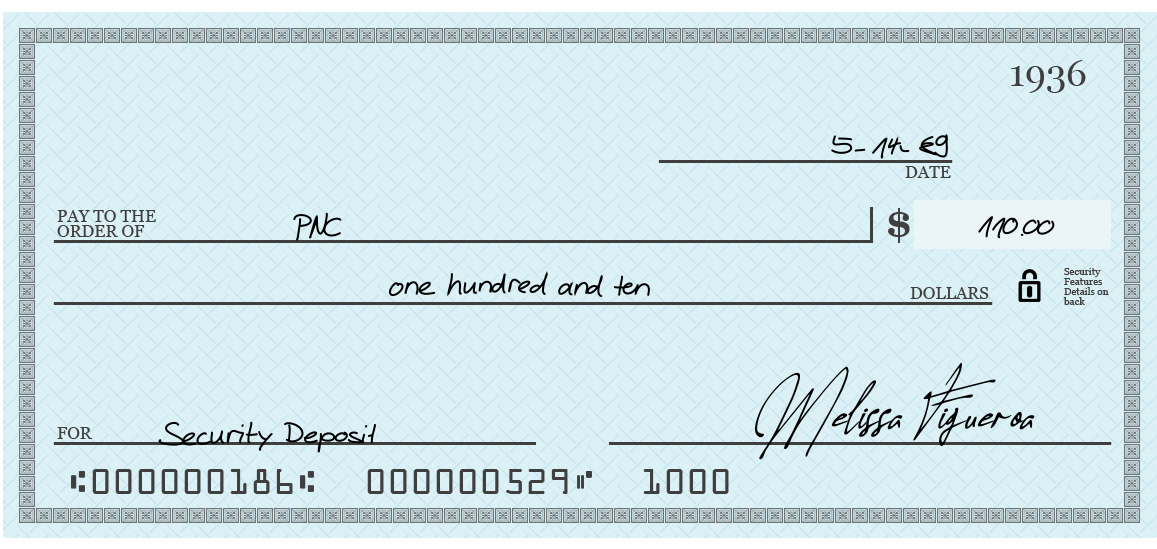 1936
5-14-89
DATE
PAY TO THE
ORDER OF PNC $ 110.00
one hundred and ten DOLLARS
Security
Features
Details on
back
FOR Security Deposit Melissa Figueroa
⑆000000186⑆ 000000529⑈ 1000